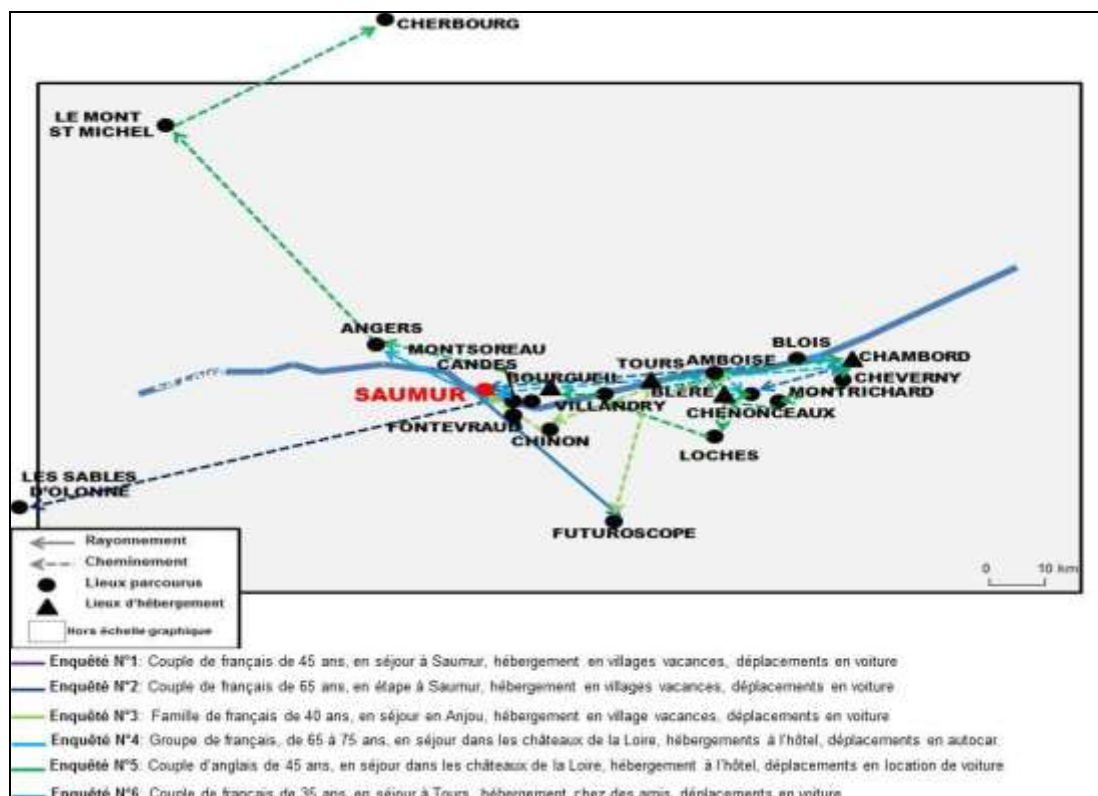 CHERBOURG
LE MONT
ST MICHEL
ANGERS
MONTSOREAU
CANDES
BOURGUEIL
TOURS
AMBOISE
BLOIS
CHAMBORD
CHEVERNY
SAUMUR
BLERE
MONTRICHARD
VILLANDRY
CHENONCEAUX
FONTEVRAUD
CHINON
LOCHES
LES SABLES
D'OLONNE
FUTUROSCOPE
Rayonnement
Cheminement
Lieux parcourus
Lieux d'hébergement
Hors échelle graphique
0 10 km
Enquêté N°1: Couple de français de 45 ans, en séjour à Saumur, hébergement en villages vacances, déplacements en voiture
Enquêté N°2: Couple de français de 65 ans, en étape à Saumur, hébergement en villages vacances, déplacements en voiture
Enquêté N°3: Famille de français de 40 ans, en séjour en Anjou, hébergement en village vacances, déplacements en voiture
Enquêté N°4: Groupe de français, de 65 à 75 ans, en séjour dans les châteaux de la Loire, hébergements à l'hôtel, déplacements en autocar
Enquêté N°5: Couple d'anglais de 45 ans, en séjour dans les châteaux de la Loire, hébergement à l'hôtel, déplacements en location de voiture
Enquêté N°6: Couple de français de 35 ans, en séjour à Tours, hébergement chez des amis, déplacements en voiture